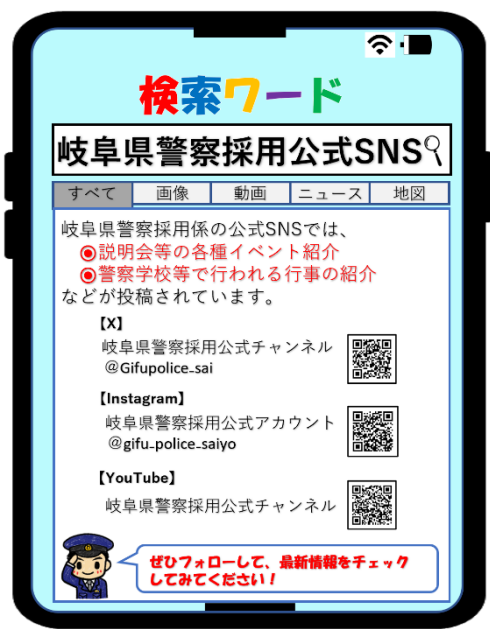 検索ワード
岐阜県警察採用公式SNS
すべて 画像 動画 ニュース 地図
岐阜県警察採用係の公式SNSでは、
◉説明会等の各種イベント紹介
◉警察学校等で行われる行事の紹介
などが投稿されています。
【X】
岐阜県警察採用公式チャンネル
@Gifupolice_sai
【Instagram】
岐阜県警察採用公式アカウント
@gifu_police_saiyo
【YouTube】
岐阜県警察採用公式チャンネル
ぜひフォローして、最新情報をチェック
してみてください!